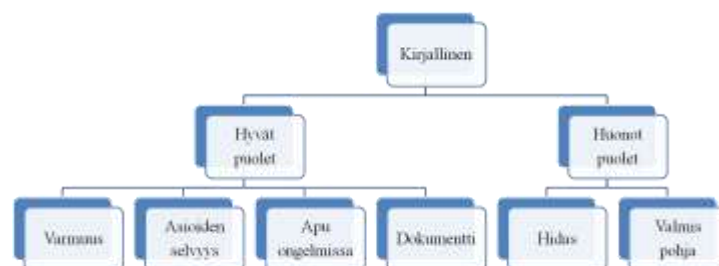 Kirjallinen
Hyvät
puolet
Huonot
puolet
Varmuus
Asioiden
selvyys
Apu
ongelmissa
Dokumentti
Hidas
Valmis
pohja